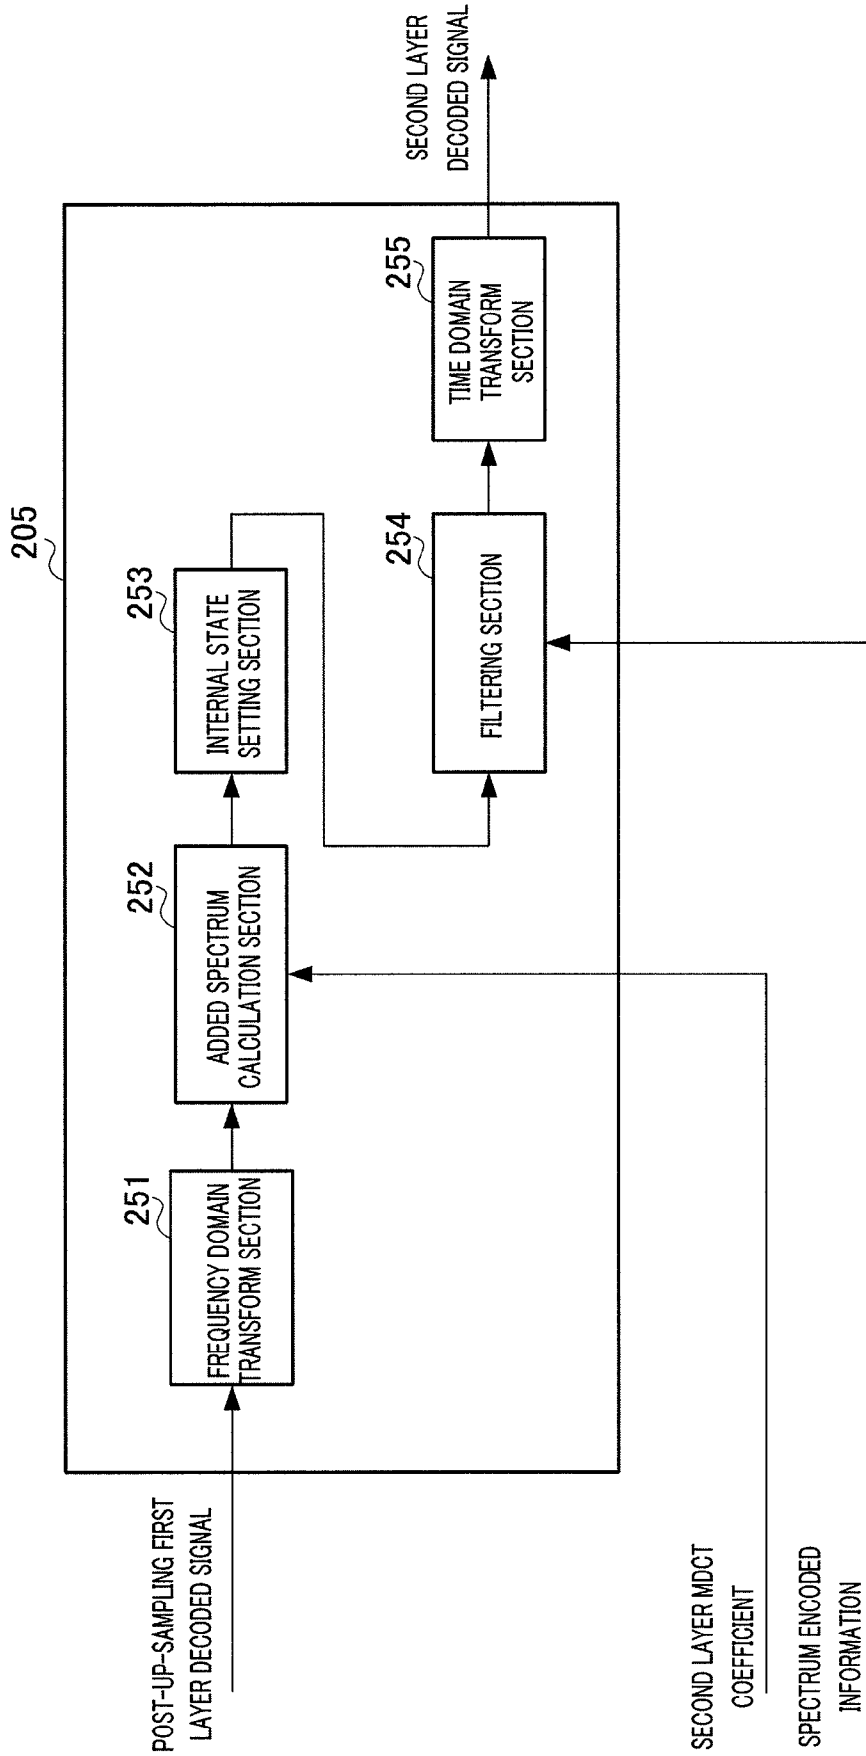 205
POST-UP-SAMPLING FIRST
LAYER DECODED SIGNAL
251
FREQUENCY DOMAIN
TRANSFORM SECTION
252
ADDED SPECTRUM
CALCULATION SECTION
253
INTERNAL STATE
SETTING SECTION
254
FILTERING SECTION
255
TIME DOMAIN
TRANSFORM
SECTION
SECOND LAYER
DECODED SIGNAL
SECOND LAYER MDCT
COEFFICIENT
SPECTRUM ENCODED
INFORMATION